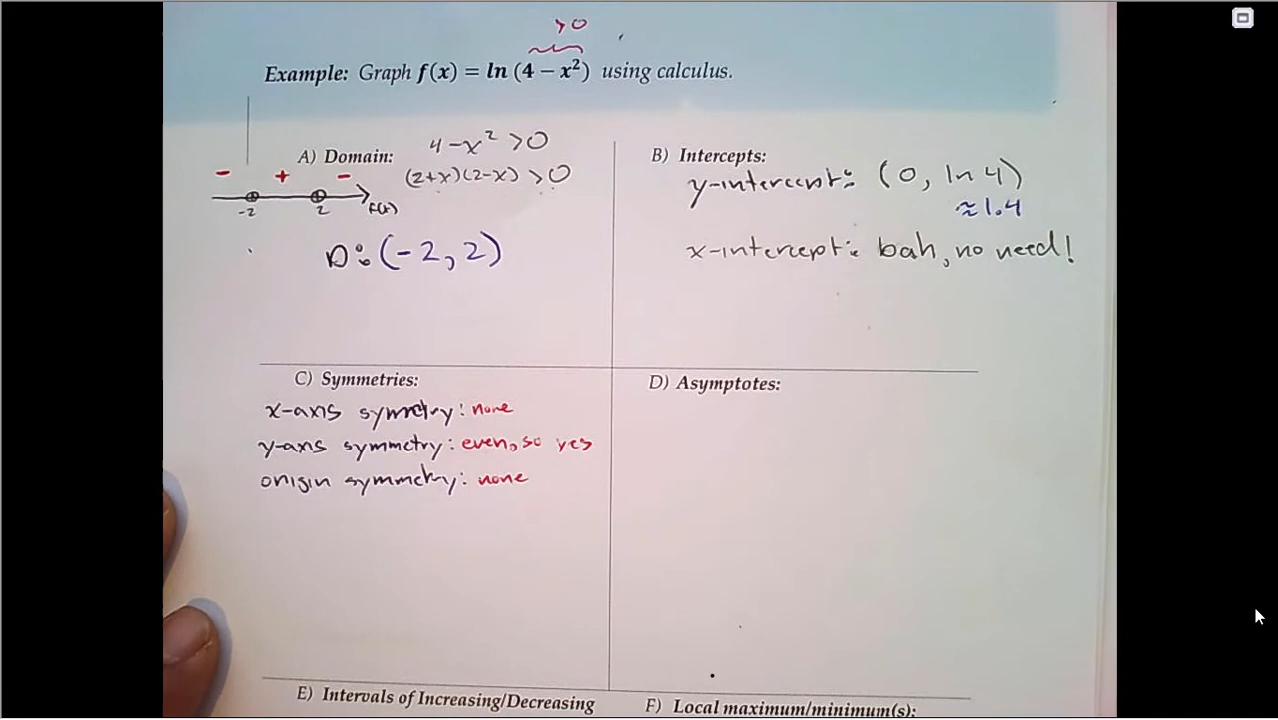 >0
Example: Graph f(x) = ln (4 − x²) using calculus.
A) Domain:
4-x² >0
(2+x)(2-x) >0
- + -
-2 2 f(x)
D: (-2, 2)
B) Intercepts:
y-intercept: (0, ln 4)
≈1.4
x-intercept: bah, no need!
C) Symmetries:
x-axis symmetry: none
y-axis symmetry: even, so yes
origin symmetry: none
D) Asymptotes:
E) Intervals of Increasing/Decreasing
F) Local maximum/minimum(s):